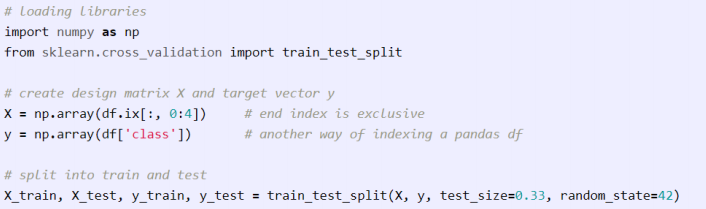 # loading libraries
import numpy as np
from sklearn.cross_validation import train_test_split
# create design matrix X and target vector y
X = np.array(df.ix[:, 0:4]) # end index is exclusive
y = np.array(df['class']) # another way of indexing a pandas df
# split into train and test
X_train, X_test, y_train, y_test = train_test_split(X, y, test_size=0.33, random_state=42)